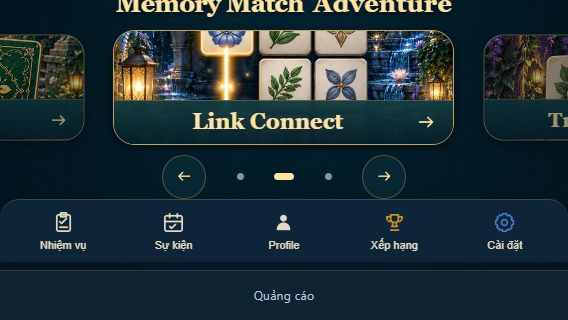 Memory Match Adventure
Link Connect
Nhiệm vụ
Sự kiện
Profile
Xếp hạng
Cài đặt
Quảng cáo